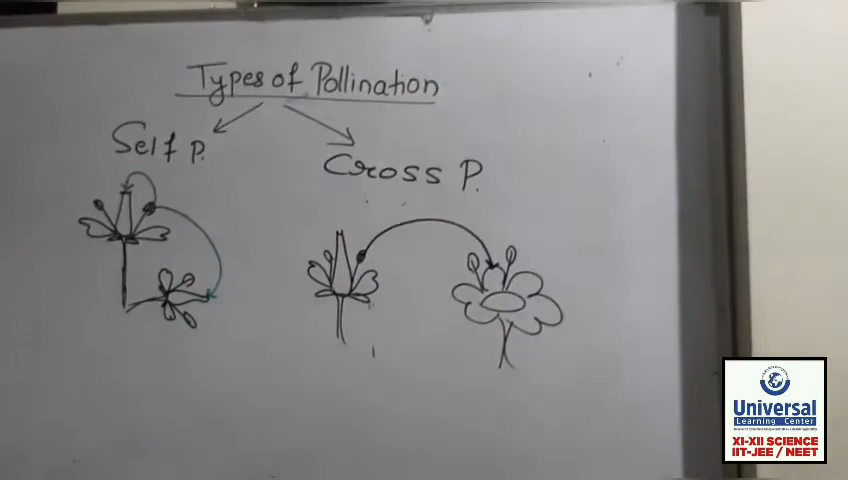 Types of Pollination
Self P.
Cross P.
Universal
Learning Center
XI-XII SCIENCE
IIT-JEE / NEET